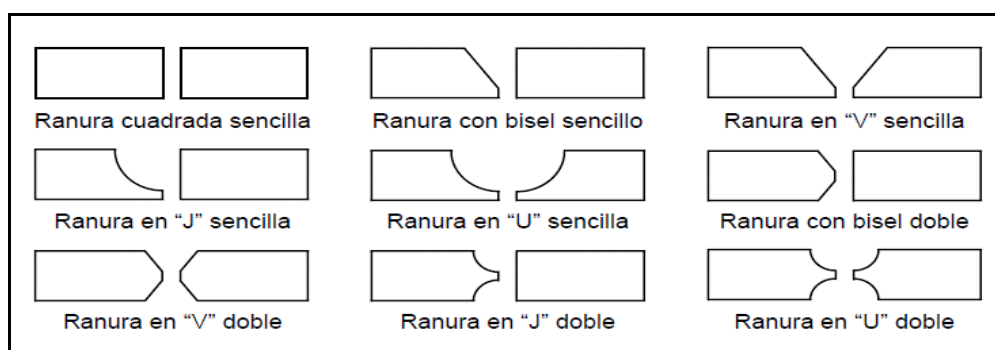 Ranura cuadrada sencilla
Ranura con bisel sencillo
Ranura en “V” sencilla
Ranura en “J” sencilla
Ranura en “U” sencilla
Ranura con bisel doble
Ranura en “V” doble
Ranura en “J” doble
Ranura en “U” doble